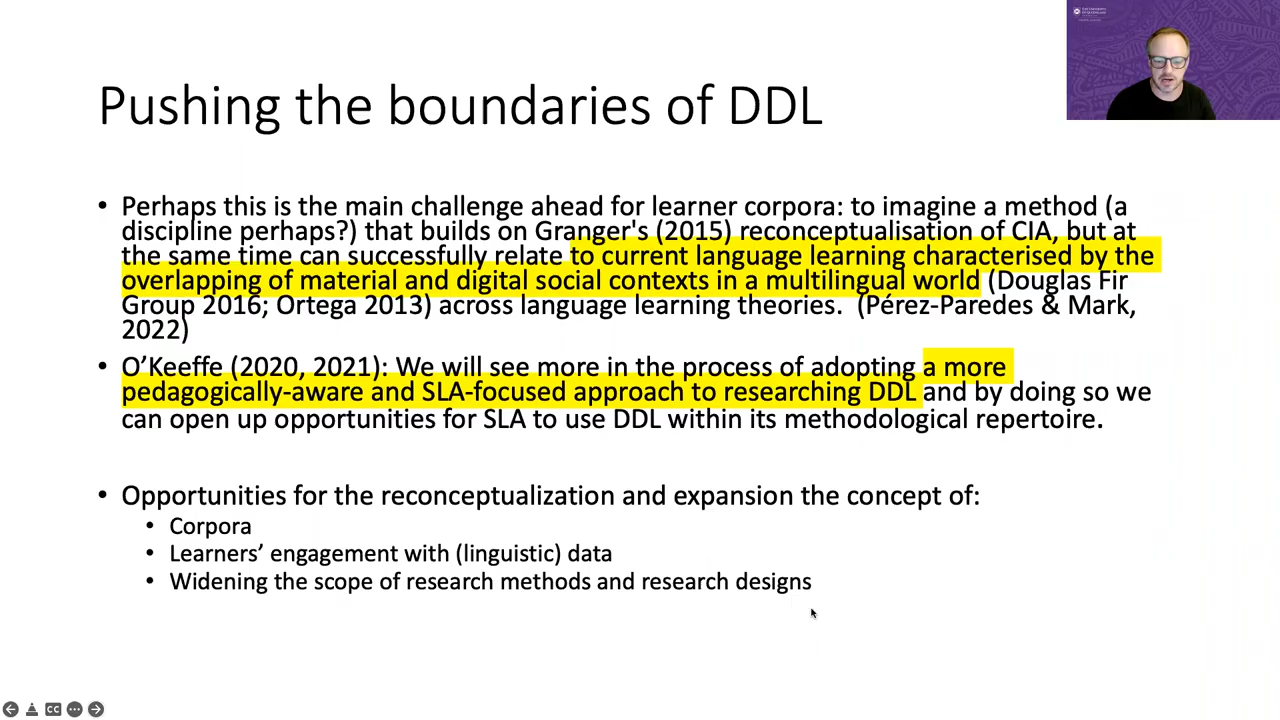 THE UNIVERSITY
OF QUEENSLAND
Pushing the boundaries of DDL
• Perhaps this is the main challenge ahead for learner corpora: to imagine a method (a
discipline perhaps?) that builds on Granger's (2015) reconceptualisation of CIA, but at
the same time can successfully relate to current language learning characterised by the
overlapping of material and digital social contexts in a multilingual world (Douglas Fir
Group 2016; Ortega 2013) across language learning theories. (Pérez-Paredes & Mark,
2022)
• O’Keeffe (2020, 2021): We will see more in the process of adopting a more
pedagogically-aware and SLA-focused approach to researching DDL and by doing so we
can open up opportunities for SLA to use DDL within its methodological repertoire.
• Opportunities for the reconceptualization and expansion the concept of:
• Corpora
• Learners’ engagement with (linguistic) data
• Widening the scope of research methods and research designs
CC